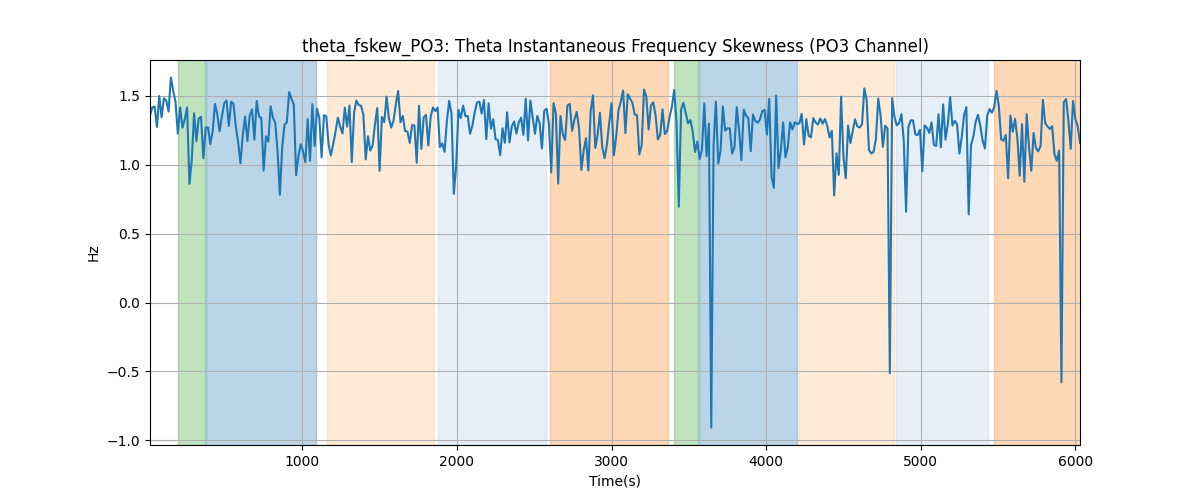 theta_fskew_PO3: Theta Instantaneous Frequency Skewness (PO3 Channel)
1.5
1.0
0.5
0.0
−0.5
−1.0
Hz
1000 2000 3000 4000 5000 6000
Time(s)